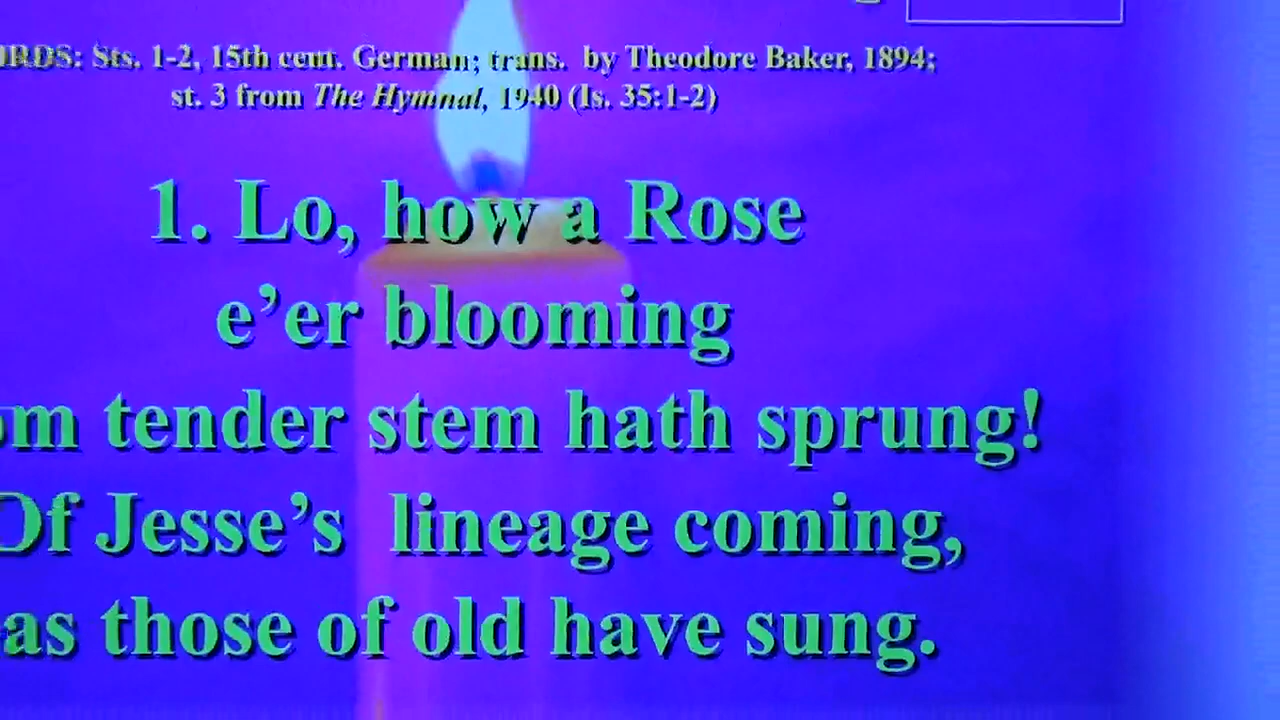 WORDS: Sts. 1-2, 15th cent. German; trans. by Theodore Baker, 1894;
st. 3 from The Hymnal, 1940 (Is. 35:1-2)
1. Lo, how a Rose
e’er blooming
tender stem hath sprung!
Of Jesse’s lineage coming,
as those of old have sung.